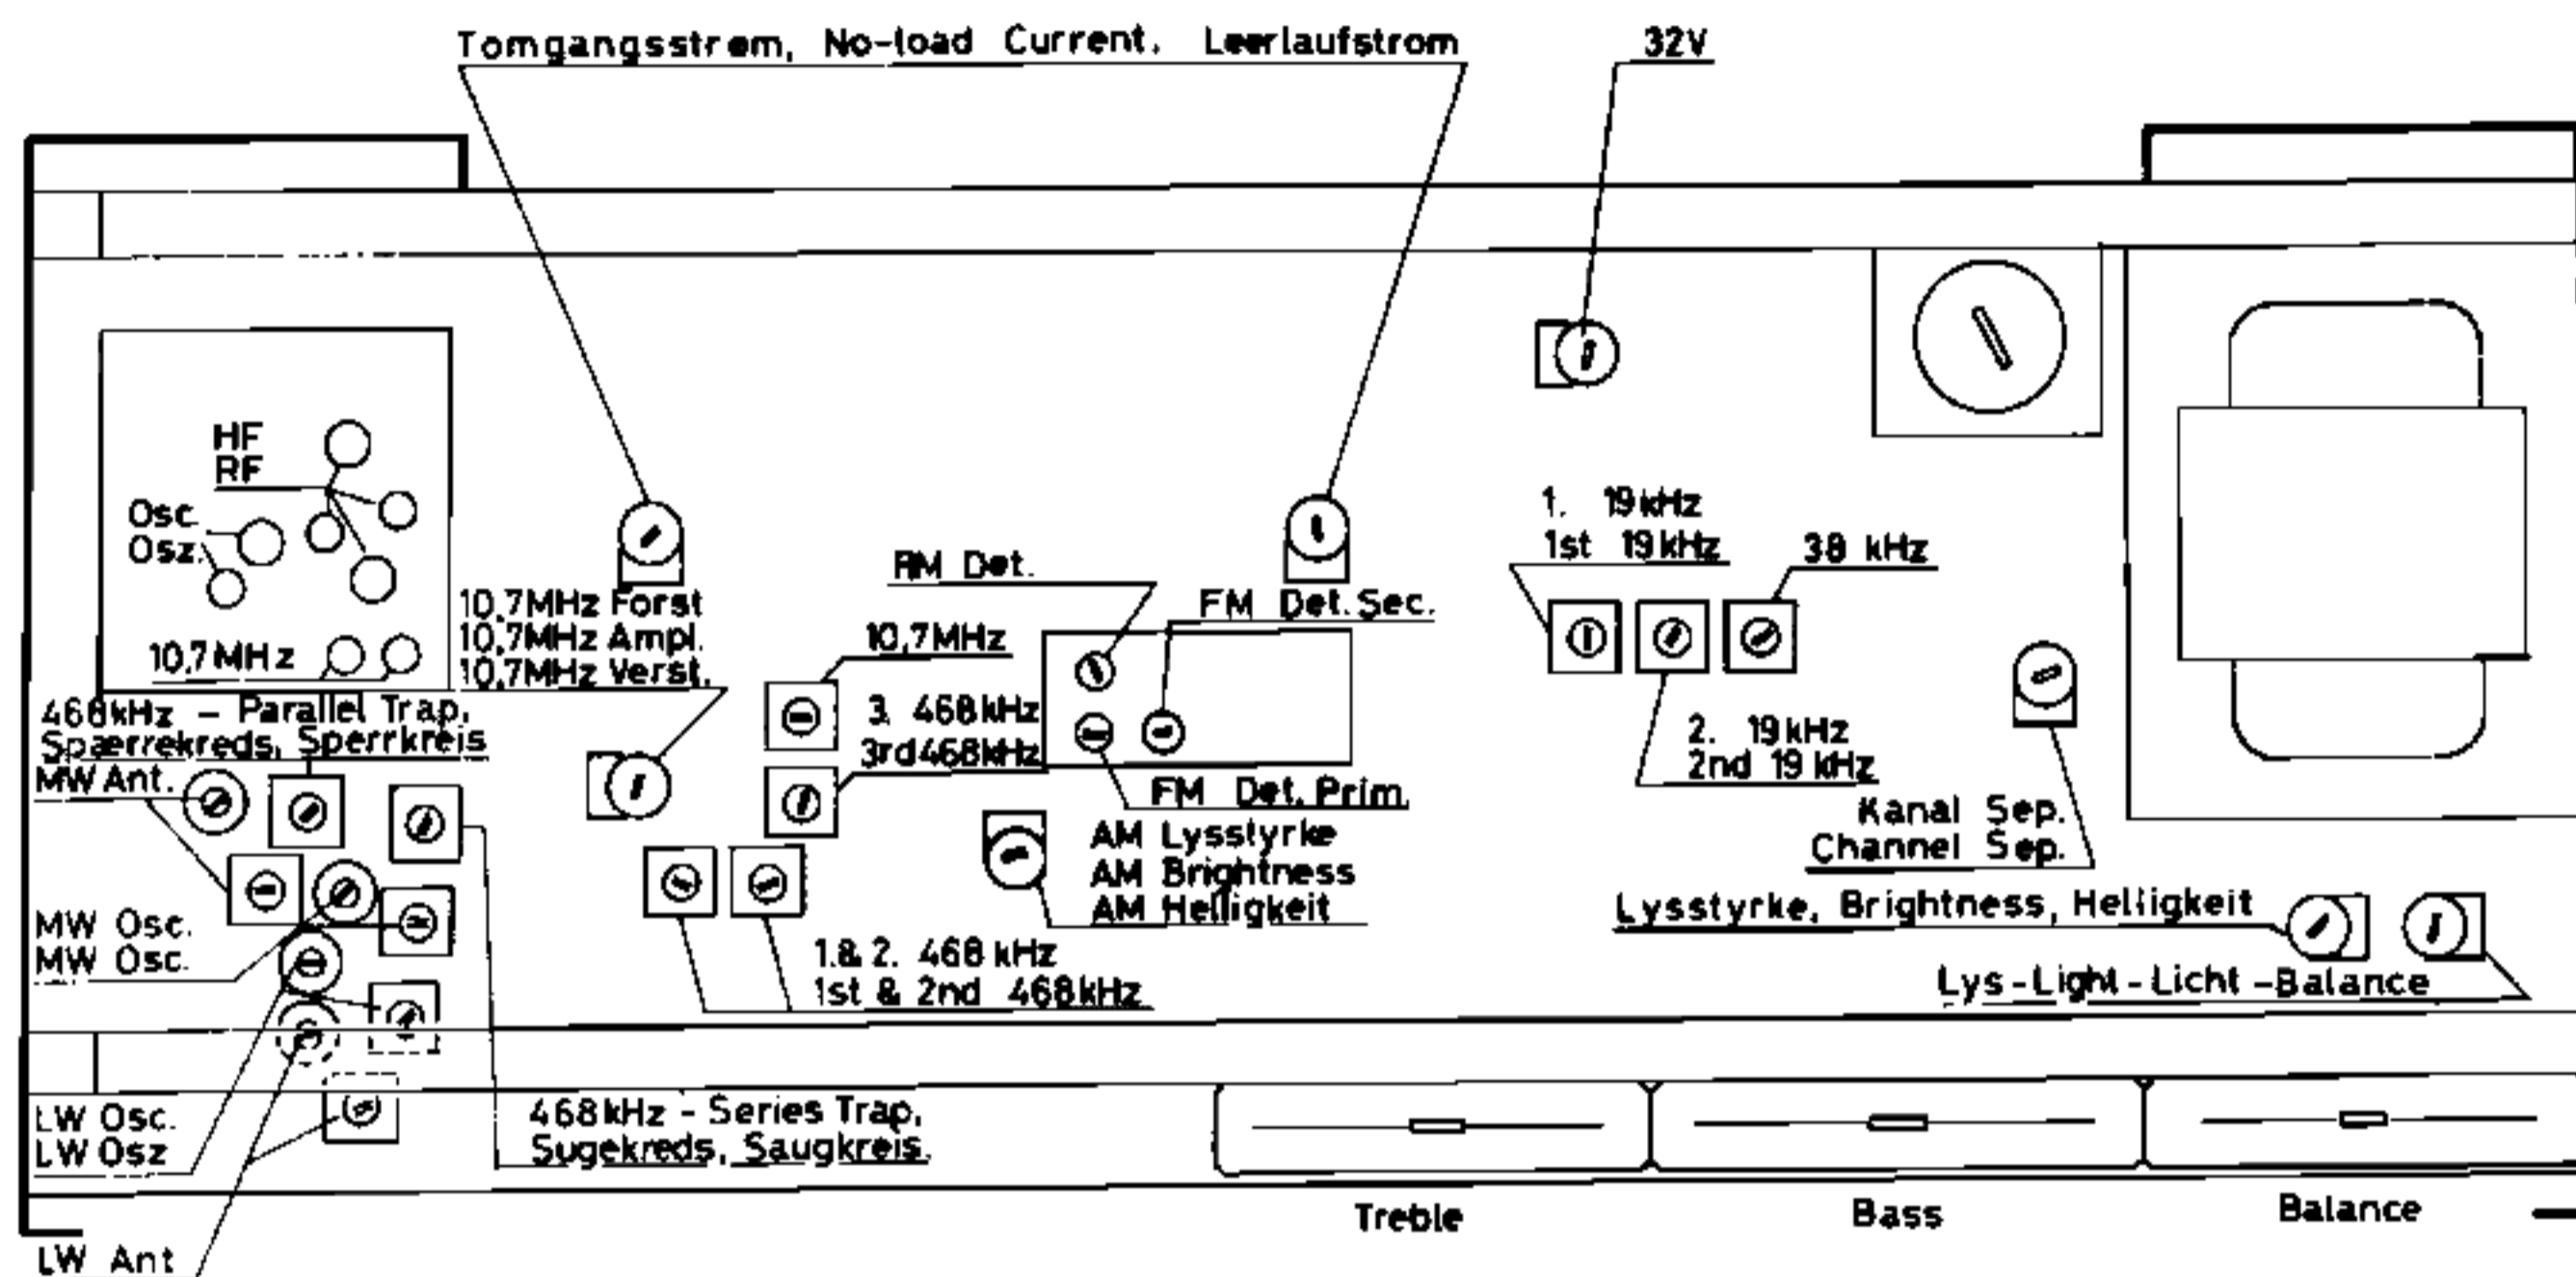 Tomgangsstrøm, No-load Current. Leerlaufstrom
32V
HF
RF
Osc.
Osz.
10,7MHz
10,7MHz Forst
10,7MHz Ampl.
10,7MHz Verst.
AM Det.
FM Det. Sec.
10,7MHz
3. 468kHz
3rd 468kHz
FM Det. Prim.
1. 19kHz
1st 19kHz
38 kHz
2. 19kHz
2nd 19kHz
468kHz – Parallel Trap,
Spærrekreds, Sperrkreis
MW Ant.
MW Osc.
MW Osc.
1.& 2. 468 kHz
1st & 2nd 468kHz
AM Lysstyrke
AM Brightness
AM Helligkeit
Kanal Sep.
Channel Sep.
Lysstyrke, Brightness, Helligkeit
Lys-Light-Licht-Balance
LW Osc.
LW Osz
468kHz - Series Trap,
Sugekreds, Saugkreis.
LW Ant
Treble
Bass
Balance